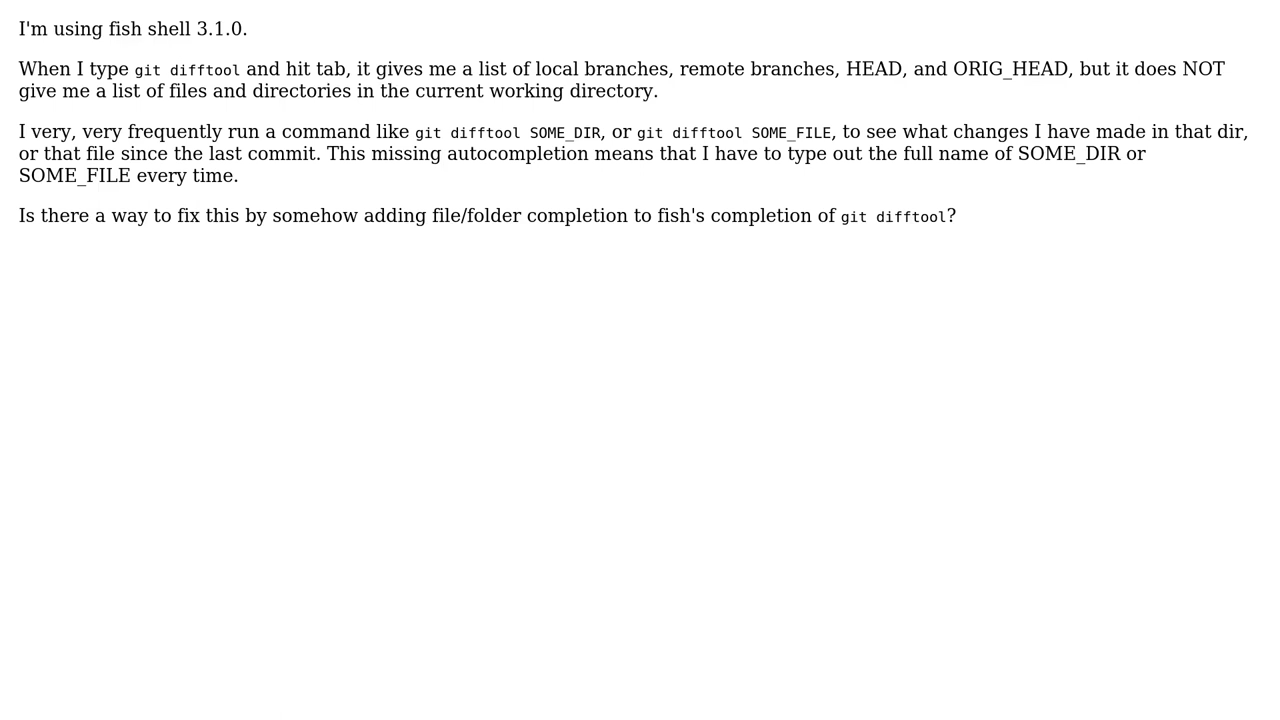 I'm using fish shell 3.1.0.
When I type git difftool and hit tab, it gives me a list of local branches, remote branches, HEAD, and ORIG_HEAD, but it does NOT
give me a list of files and directories in the current working directory.
I very, very frequently run a command like git difftool SOME_DIR, or git difftool SOME_FILE, to see what changes I have made in that dir,
or that file since the last commit. This missing autocompletion means that I have to type out the full name of SOME_DIR or
SOME_FILE every time.
Is there a way to fix this by somehow adding file/folder completion to fish's completion of git difftool?